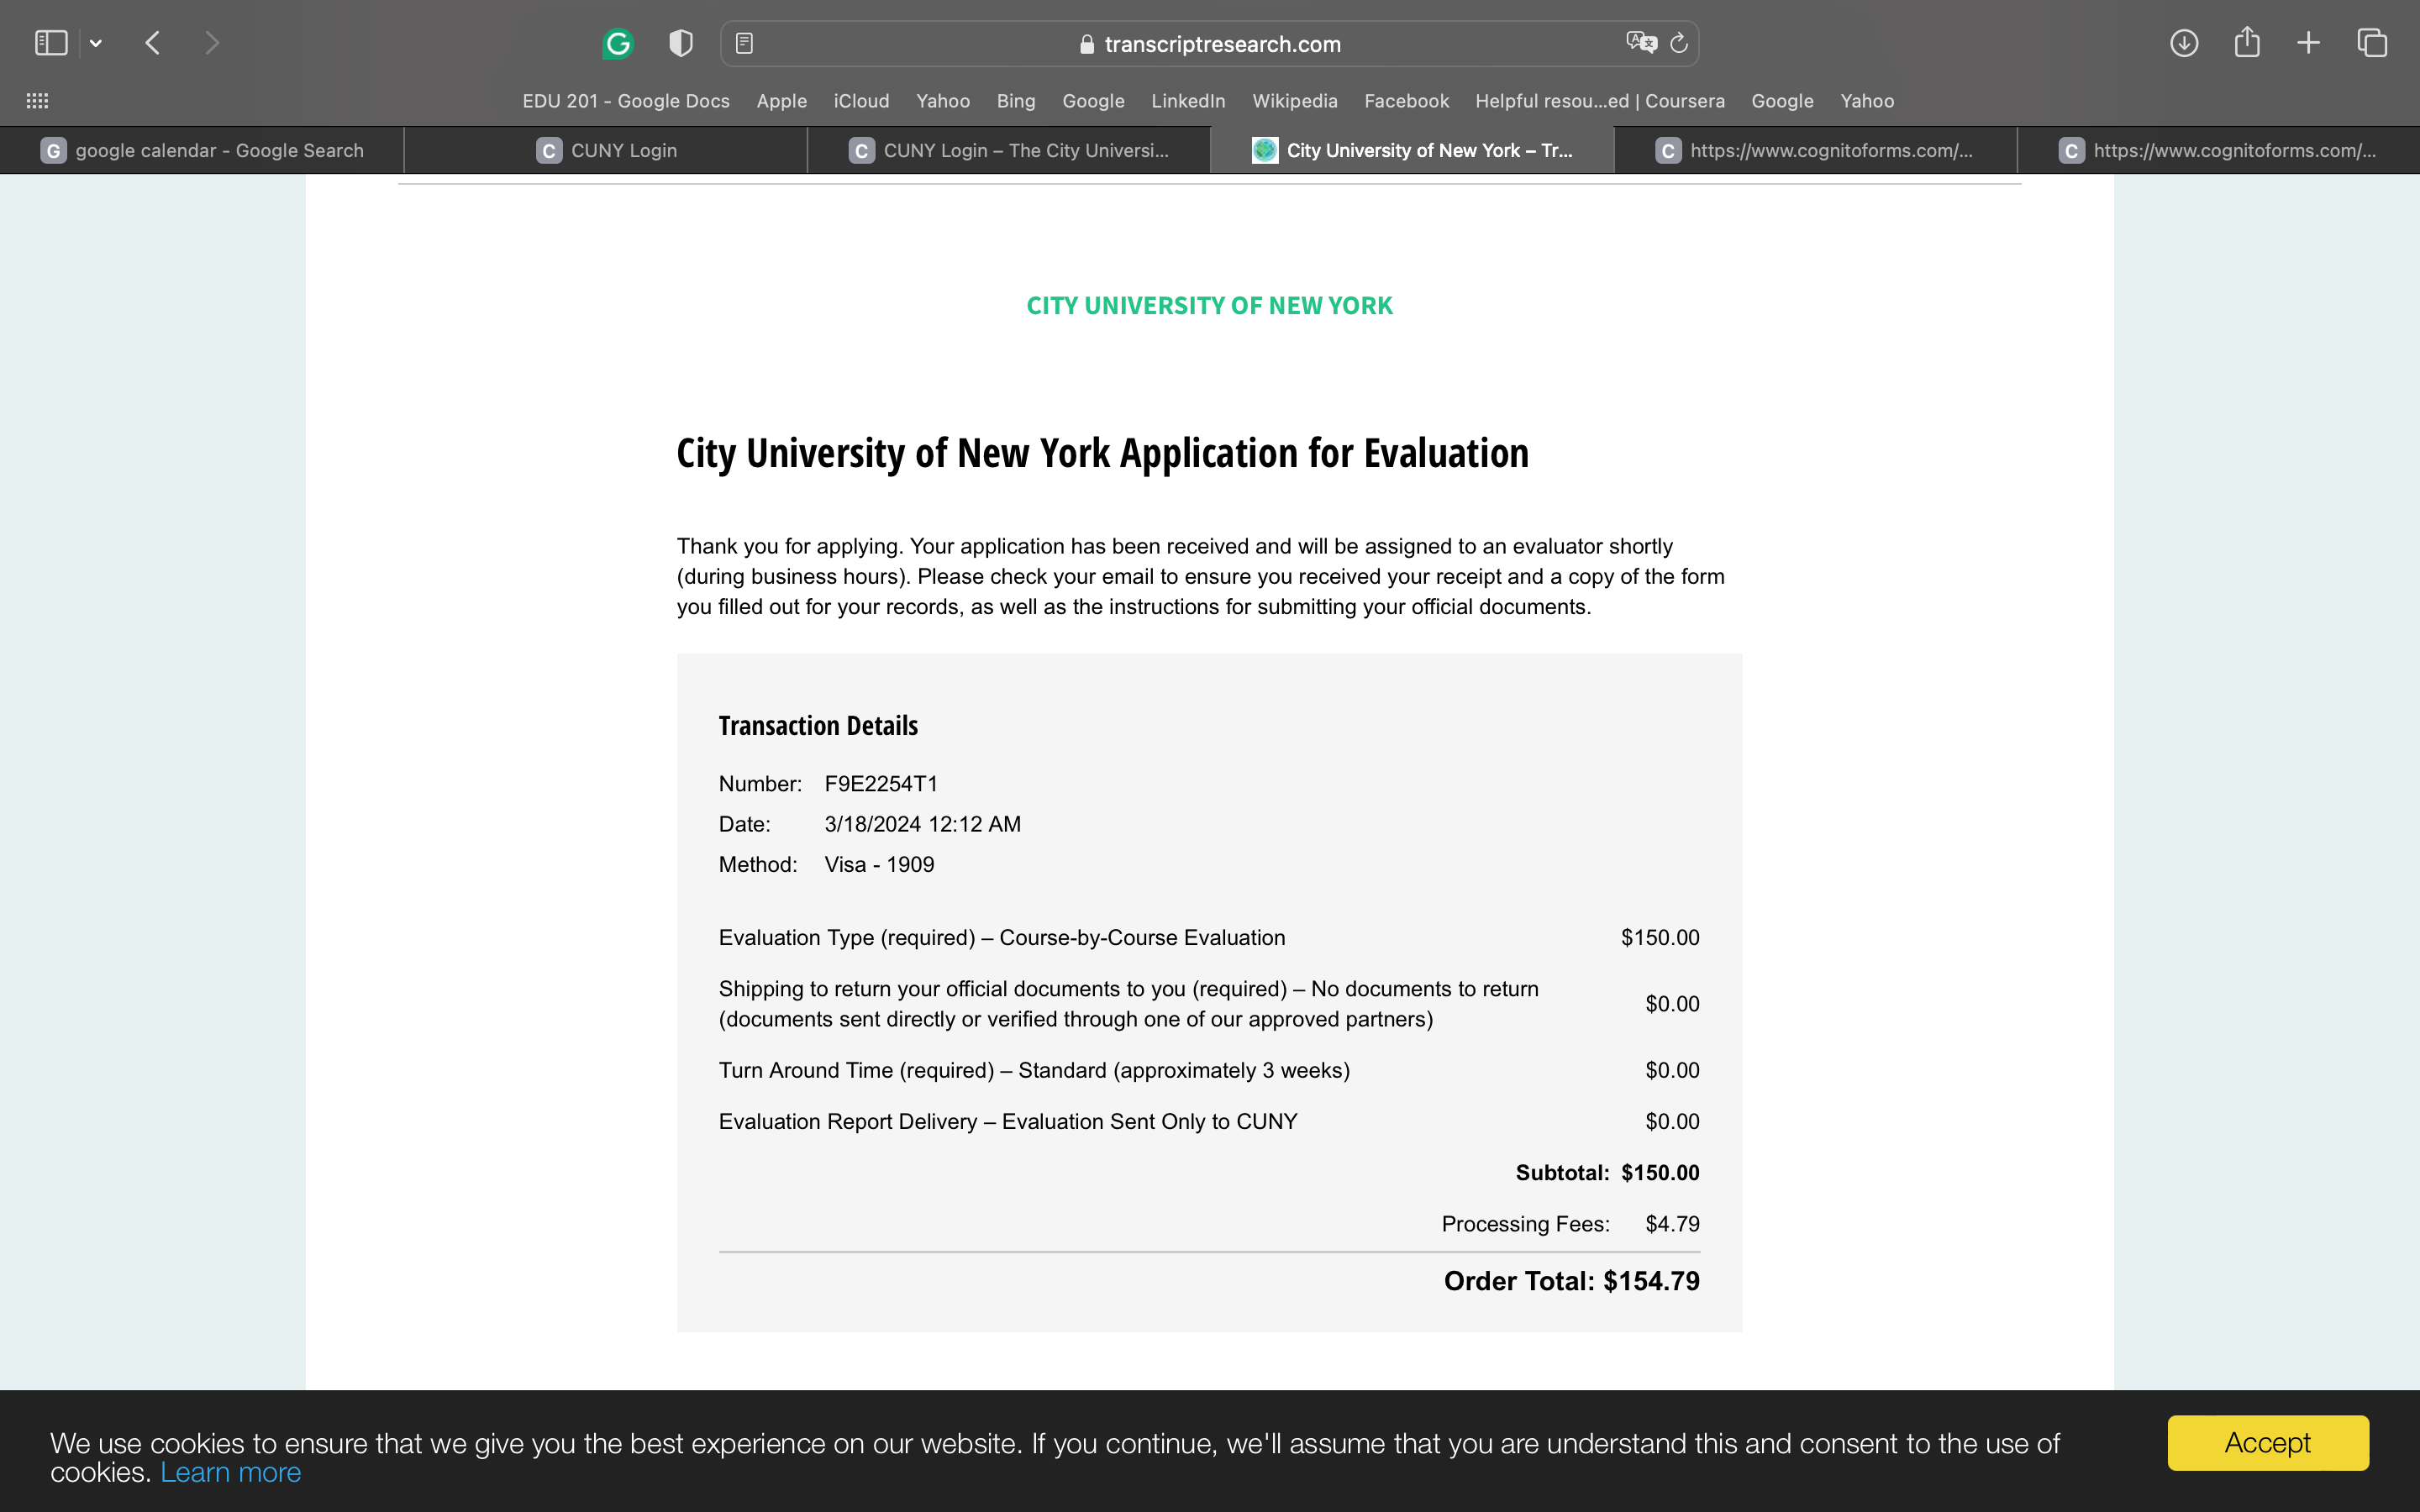 transcriptresearch.com
EDU 201 - Google Docs Apple iCloud Yahoo Bing Google LinkedIn Wikipedia Facebook Helpful resou...ed | Coursera Google Yahoo
G google calendar - Google Search C CUNY Login C CUNY Login – The City Universi... City University of New York – Tr... C https://www.cognitoforms.com/... C https://www.cognitoforms.com/...
CITY UNIVERSITY OF NEW YORK
City University of New York Application for Evaluation
Thank you for applying. Your application has been received and will be assigned to an evaluator shortly
(during business hours). Please check your email to ensure you received your receipt and a copy of the form
you filled out for your records, as well as the instructions for submitting your official documents.
Transaction Details
Number: F9E2254T1
Date: 3/18/2024 12:12 AM
Method: Visa - 1909
Evaluation Type (required) – Course-by-Course Evaluation $150.00
Shipping to return your official documents to you (required) – No documents to return
(documents sent directly or verified through one of our approved partners) $0.00
Turn Around Time (required) – Standard (approximately 3 weeks) $0.00
Evaluation Report Delivery – Evaluation Sent Only to CUNY $0.00
Subtotal: $150.00
Processing Fees: $4.79
Order Total: $154.79
We use cookies to ensure that we give you the best experience on our website. If you continue, we'll assume that you are understand this and consent to the use of
cookies. Learn more
Accept